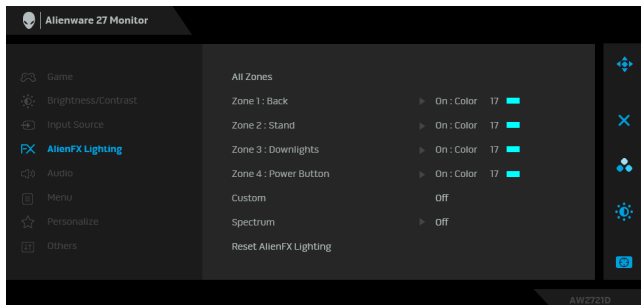 Alienware 27 Monitor
Game
Brightness/Contrast
Input Source
FX AlienFX Lighting
Audio
Menu
Personalize
Others
All Zones
Zone 1 : Back On : Color 17
Zone 2 : Stand On : Color 17
Zone 3 : Downlights On : Color 17
Zone 4 : Power Button On : Color 17
Custom Off
Spectrum Off
Reset AlienFX Lighting
AW2721D